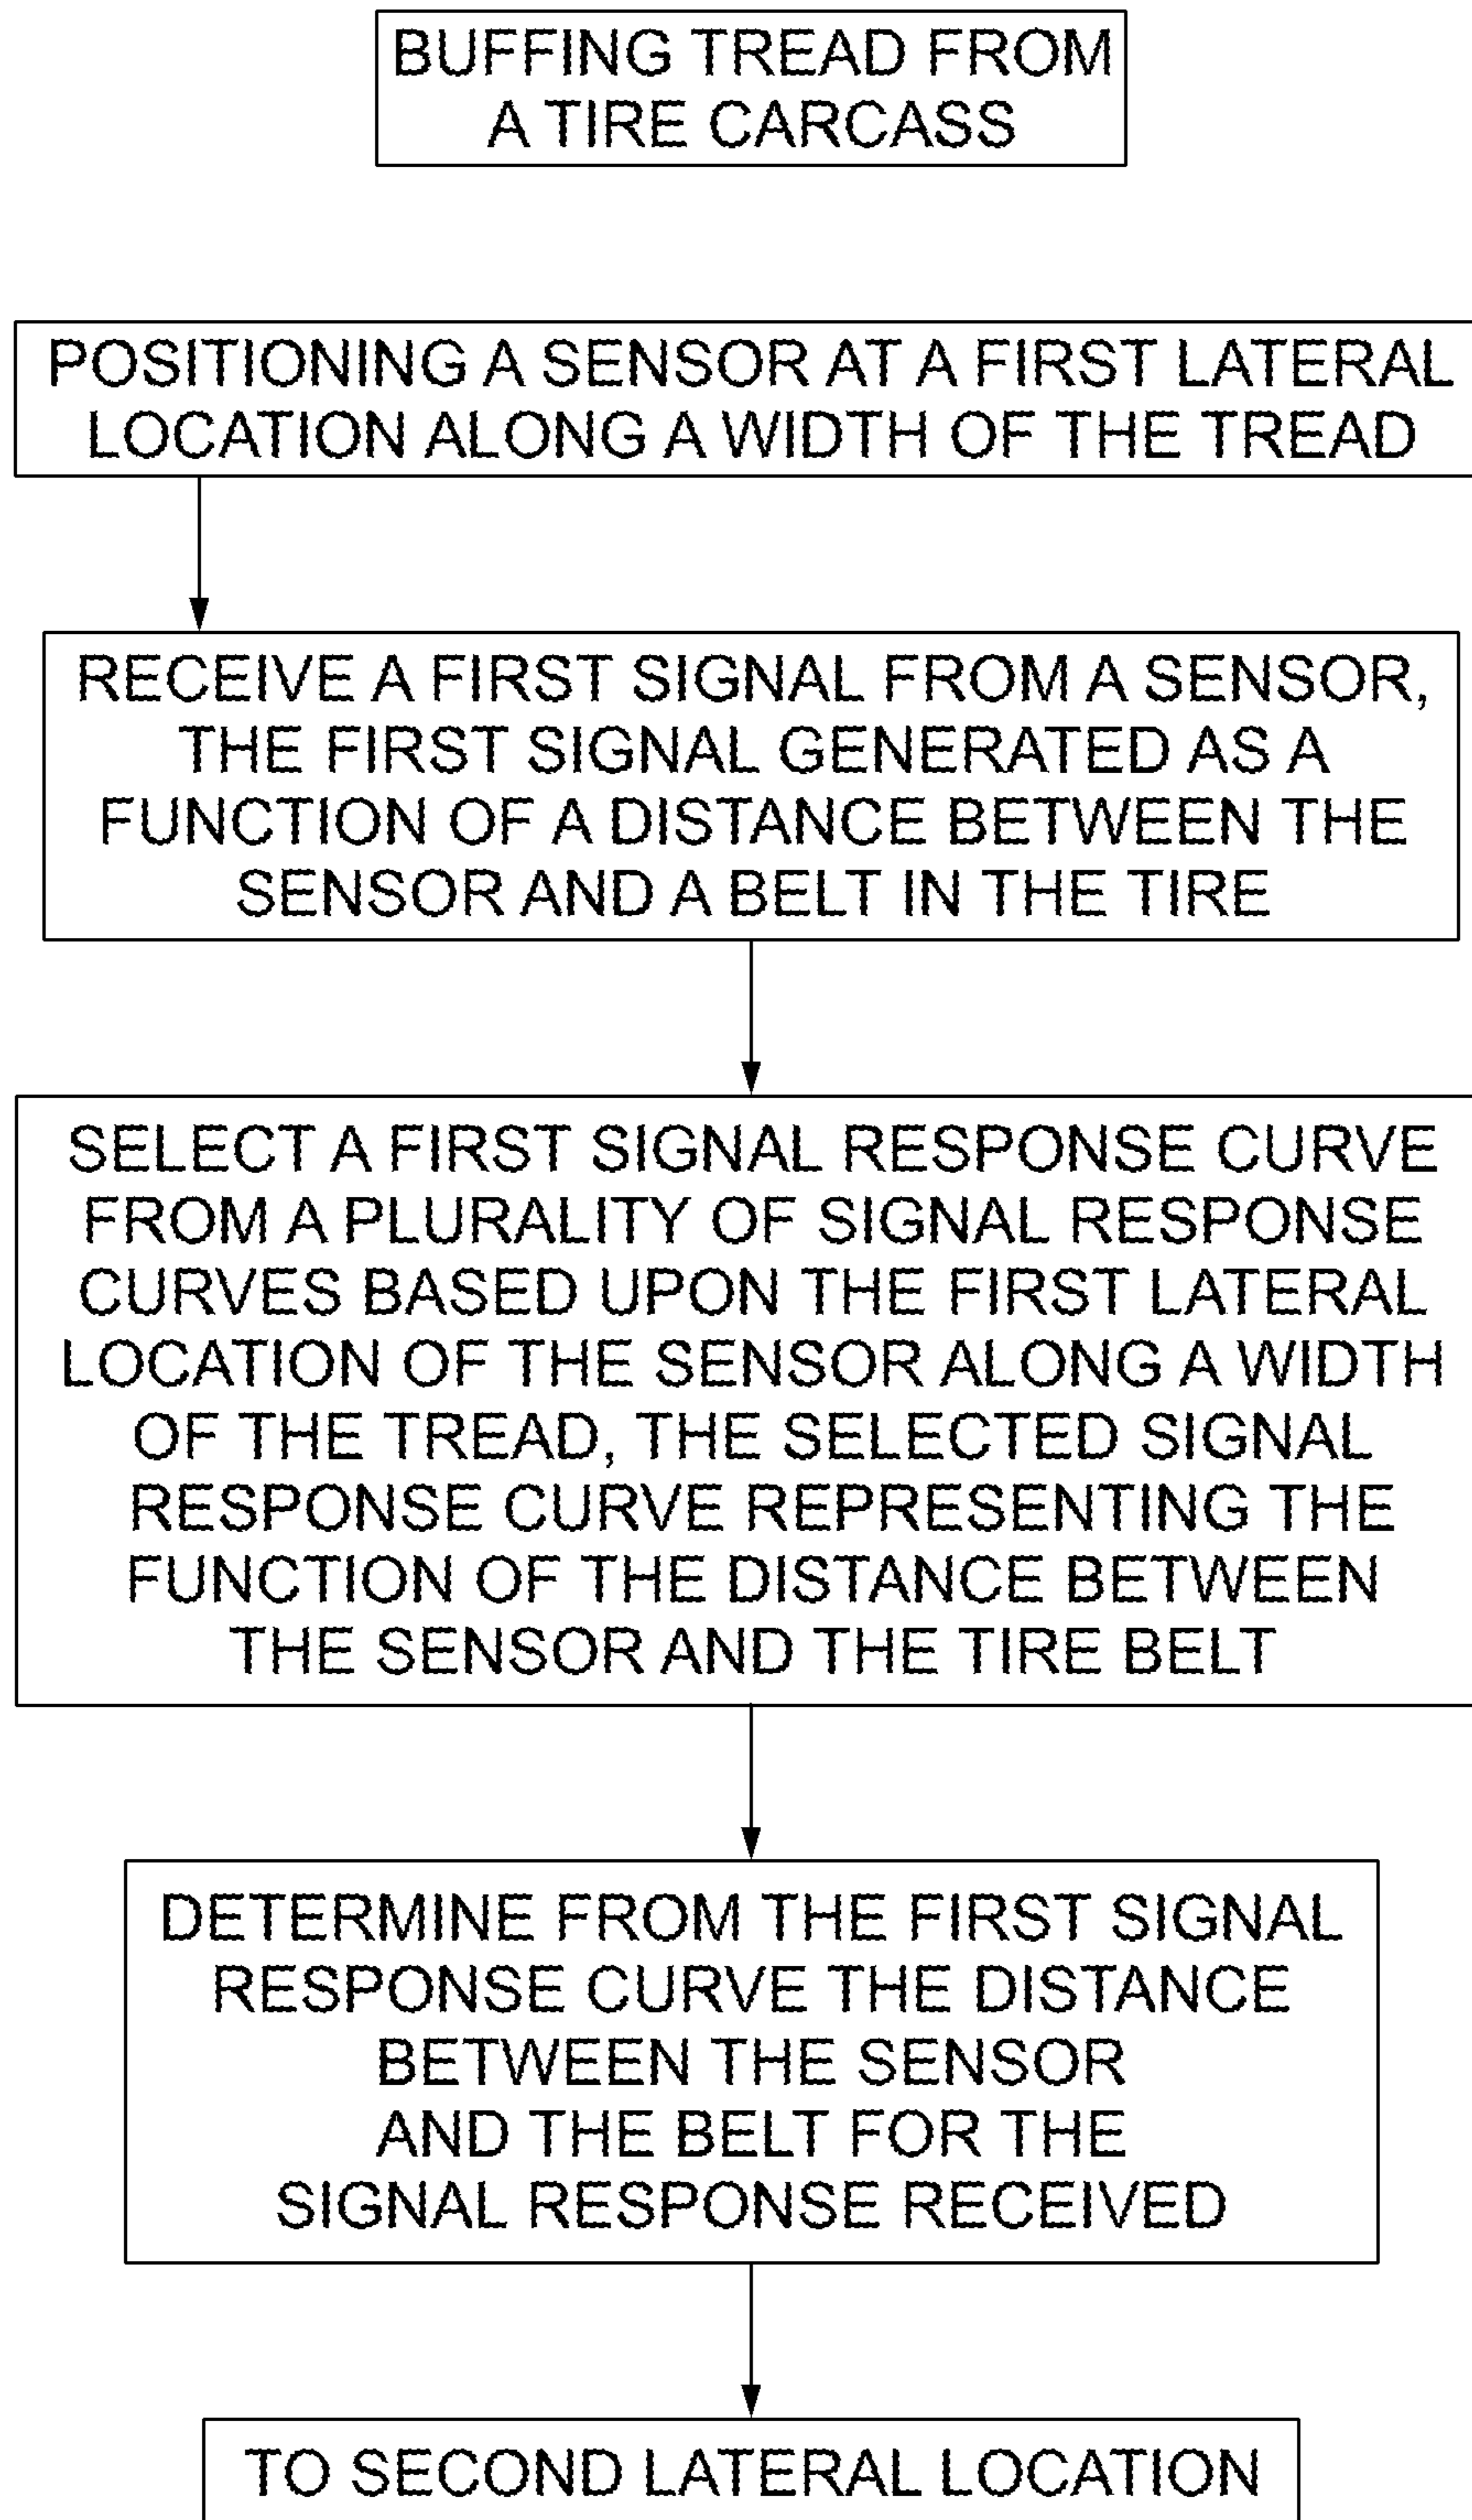 BUFFING TREAD FROM
A TIRE CARCASS
POSITIONING A SENSOR AT A FIRST LATERAL
LOCATION ALONG A WIDTH OF THE TREAD
RECEIVE A FIRST SIGNAL FROM A SENSOR,
THE FIRST SIGNAL GENERATED AS A
FUNCTION OF A DISTANCE BETWEEN THE
SENSOR AND A BELT IN THE TIRE
SELECT A FIRST SIGNAL RESPONSE CURVE
FROM A PLURALITY OF SIGNAL RESPONSE
CURVES BASED UPON THE FIRST LATERAL
LOCATION OF THE SENSOR ALONG A WIDTH
OF THE TREAD, THE SELECTED SIGNAL
RESPONSE CURVE REPRESENTING THE
FUNCTION OF THE DISTANCE BETWEEN
THE SENSOR AND THE TIRE BELT
DETERMINE FROM THE FIRST SIGNAL
RESPONSE CURVE THE DISTANCE
BETWEEN THE SENSOR
AND THE BELT FOR THE
SIGNAL RESPONSE RECEIVED
TO SECOND LATERAL LOCATION